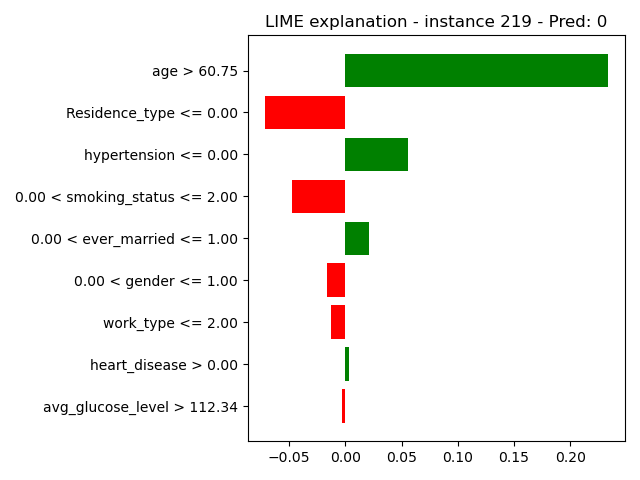 LIME explanation - instance 219 - Pred: 0
age > 60.75
Residence_type <= 0.00
hypertension <= 0.00
0.00 < smoking_status <= 2.00
0.00 < ever_married <= 1.00
0.00 < gender <= 1.00
work_type <= 2.00
heart_disease > 0.00
avg_glucose_level > 112.34
−0.05 0.00 0.05 0.10 0.15 0.20